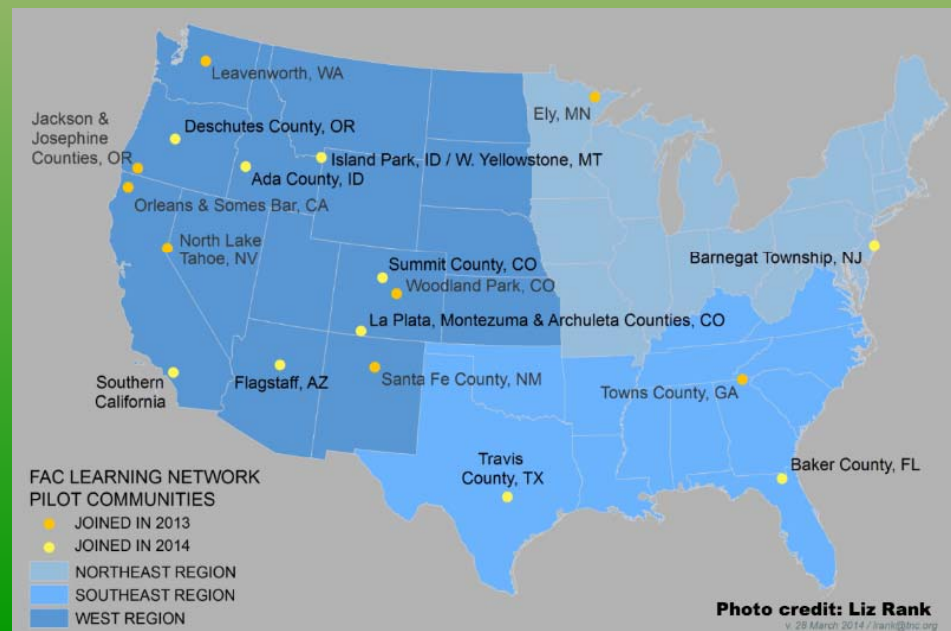 Leavenworth, WA
Ely, MN
Jackson &
Josephine
Counties, OR
Deschutes County, OR
Island Park, ID / W. Yellowstone, MT
Ada County, ID
Orleans & Somes Bar, CA
North Lake
Tahoe, NV
Summit County, CO
Woodland Park, CO
Barnegat Township, NJ
La Plata, Montezuma & Archuleta Counties, CO
Southern
California
Flagstaff, AZ
Santa Fe County, NM
Towns County, GA
Travis
County, TX
Baker County, FL
FAC LEARNING NETWORK
PILOT COMMUNITIES
JOINED IN 2013
JOINED IN 2014
NORTHEAST REGION
SOUTHEAST REGION
WEST REGION
Photo credit: Liz Rank
v. 28 March 2014 / lrank@tnc.org